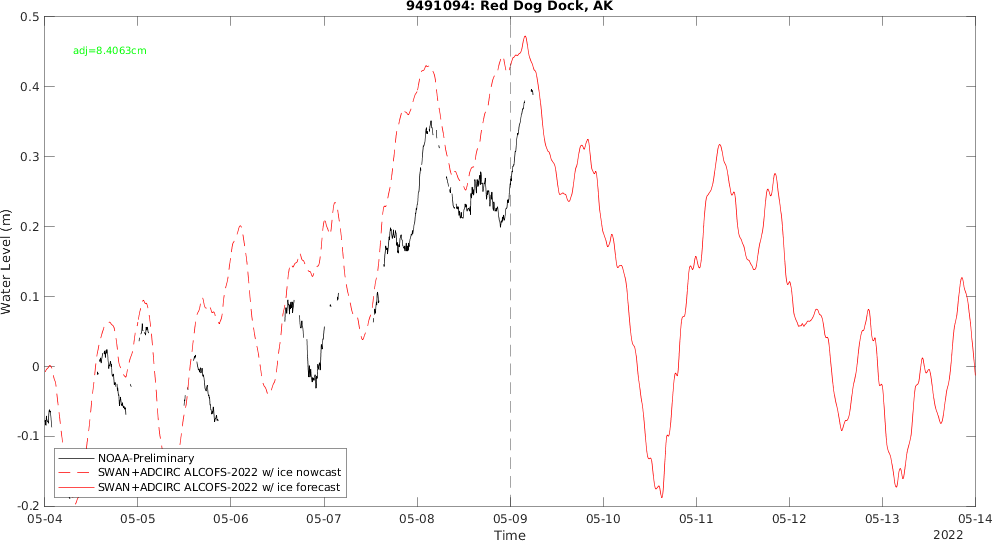 9491094: Red Dog Dock, AK
adj=8.4063cm
Water Level (m)
0.5
0.4
0.3
0.2
0.1
0
-0.1
-0.2
NOAA-Preliminary
SWAN+ADCIRC ALCOFS-2022 w/ ice nowcast
SWAN+ADCIRC ALCOFS-2022 w/ ice forecast
05-04 05-05 05-06 05-07 05-08 05-09 05-10 05-11 05-12 05-13 05-14
Time
2022